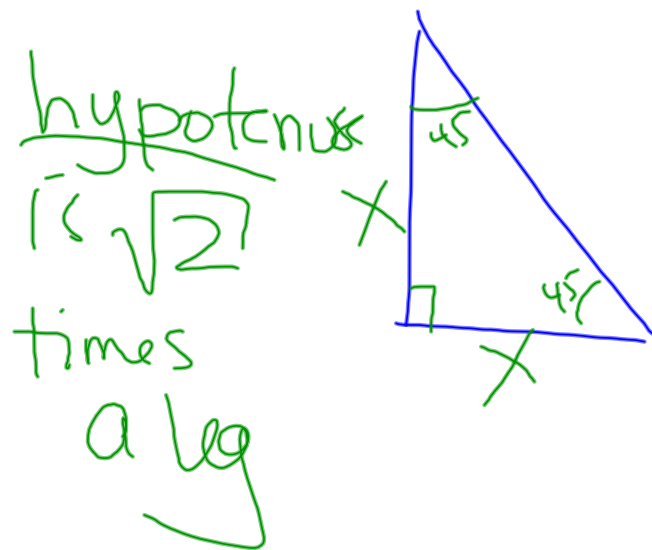 hypotenuse
is √2
times
a leg
45
x
45
x